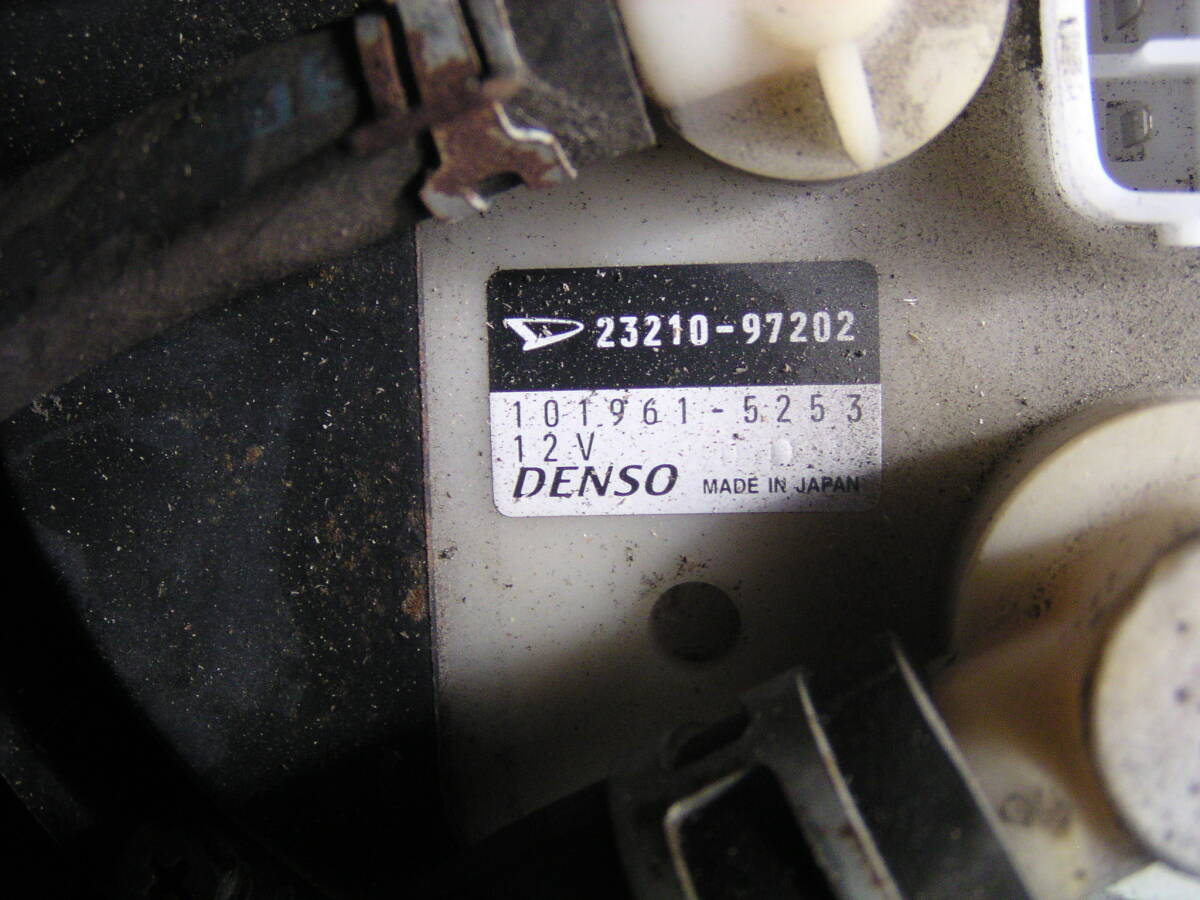 23210-97202
101961-5253
12V
DENSO MADE IN JAPAN